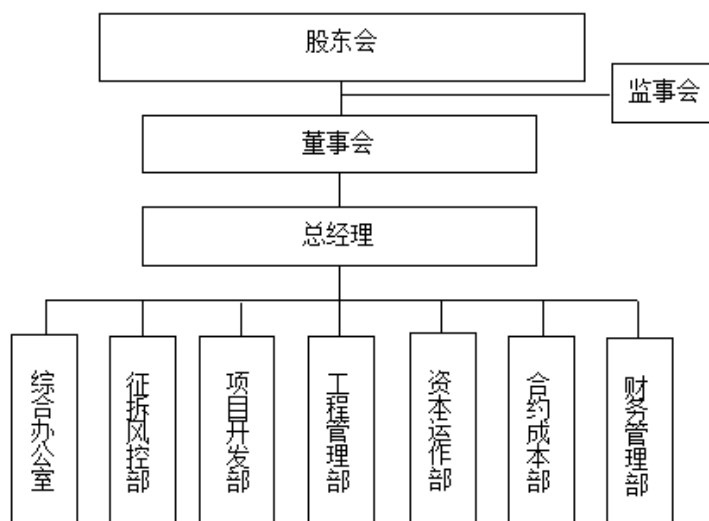 股东会
监事会
董事会
总经理
综合办公室
征拆风控部
项目开发部
工程管理部
资本运作部
合约成本部
财务管理部